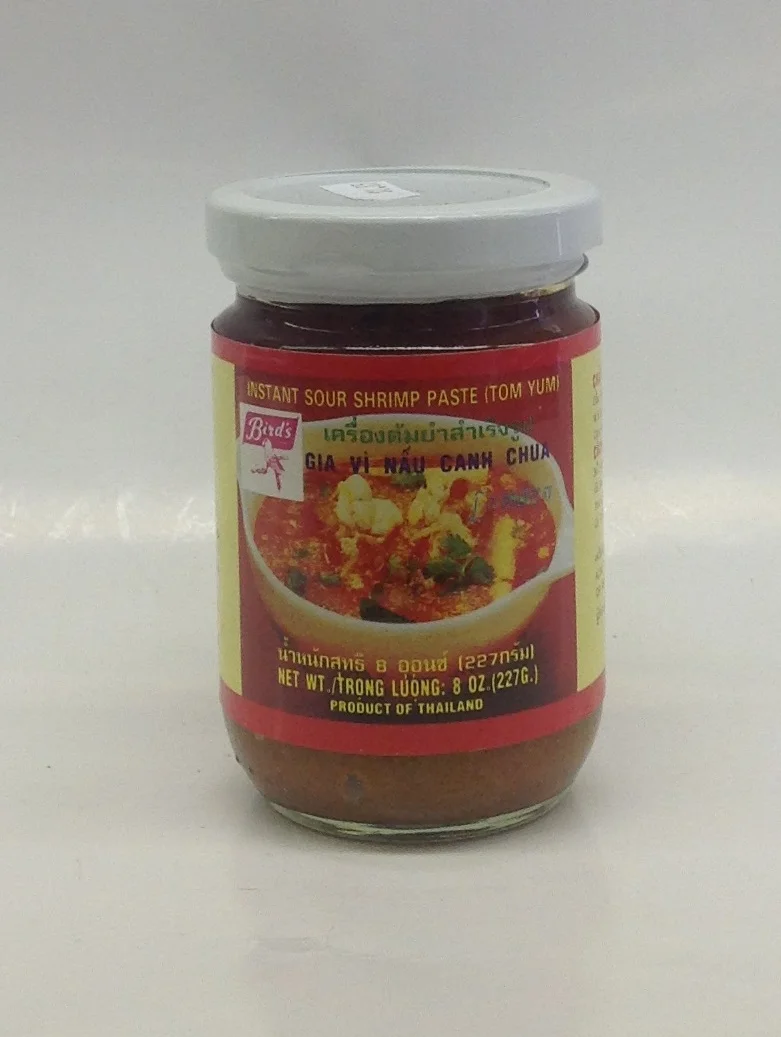 INSTANT SOUR SHRIMP PASTE (TOM YUM)
Bird's
เครื่องต้มยำสำเร็จรูป
GIA VỊ NẤU CANH CHUA
น้ำหนักสุทธิ 8 ออนซ์ (227กรัม)
NET WT./TRỌNG LƯỢNG: 8 OZ.(227G.)
PRODUCT OF THAILAND